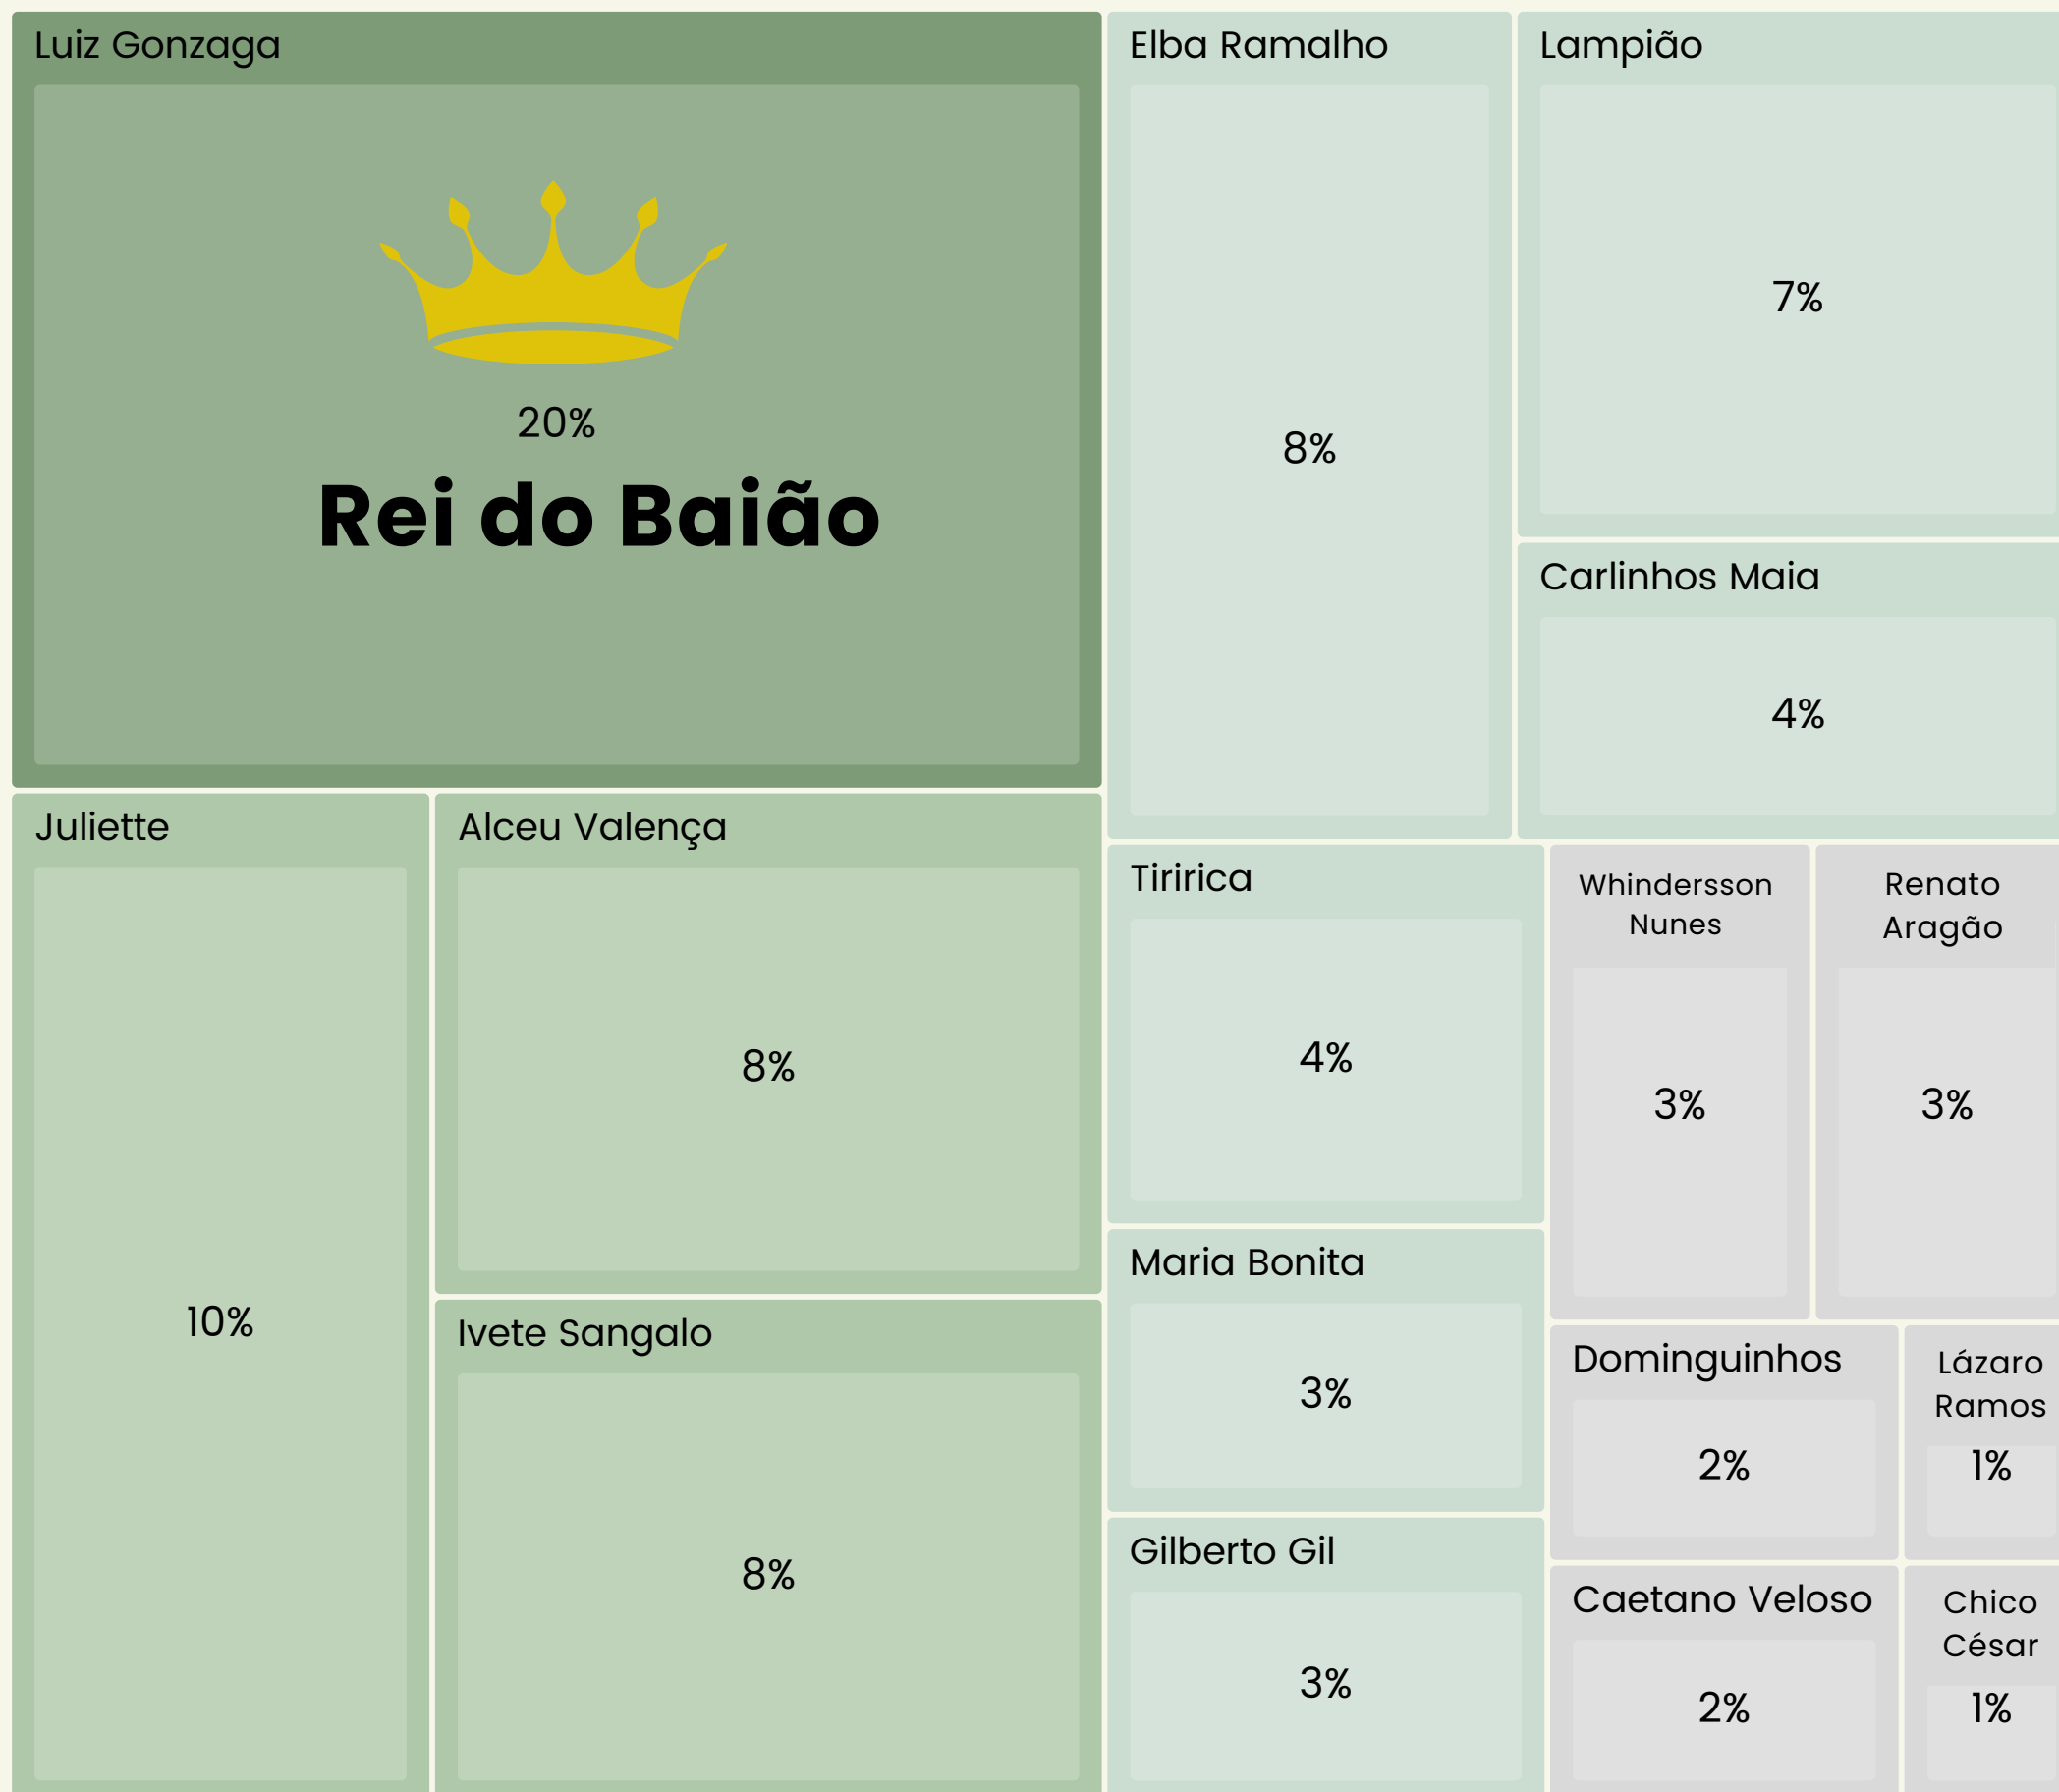 Luiz Gonzaga
20%
Rei do Baião
Elba Ramalho
8%
Lampião
7%
Carlinhos Maia
4%
Juliette
10%
Alceu Valença
8%
Ivete Sangalo
8%
Tiririca
4%
Maria Bonita
3%
Gilberto Gil
3%
Whindersson
Nunes
3%
Renato
Aragão
3%
Dominguinhos
2%
Lázaro
Ramos
1%
Caetano Veloso
2%
Chico
César
1%